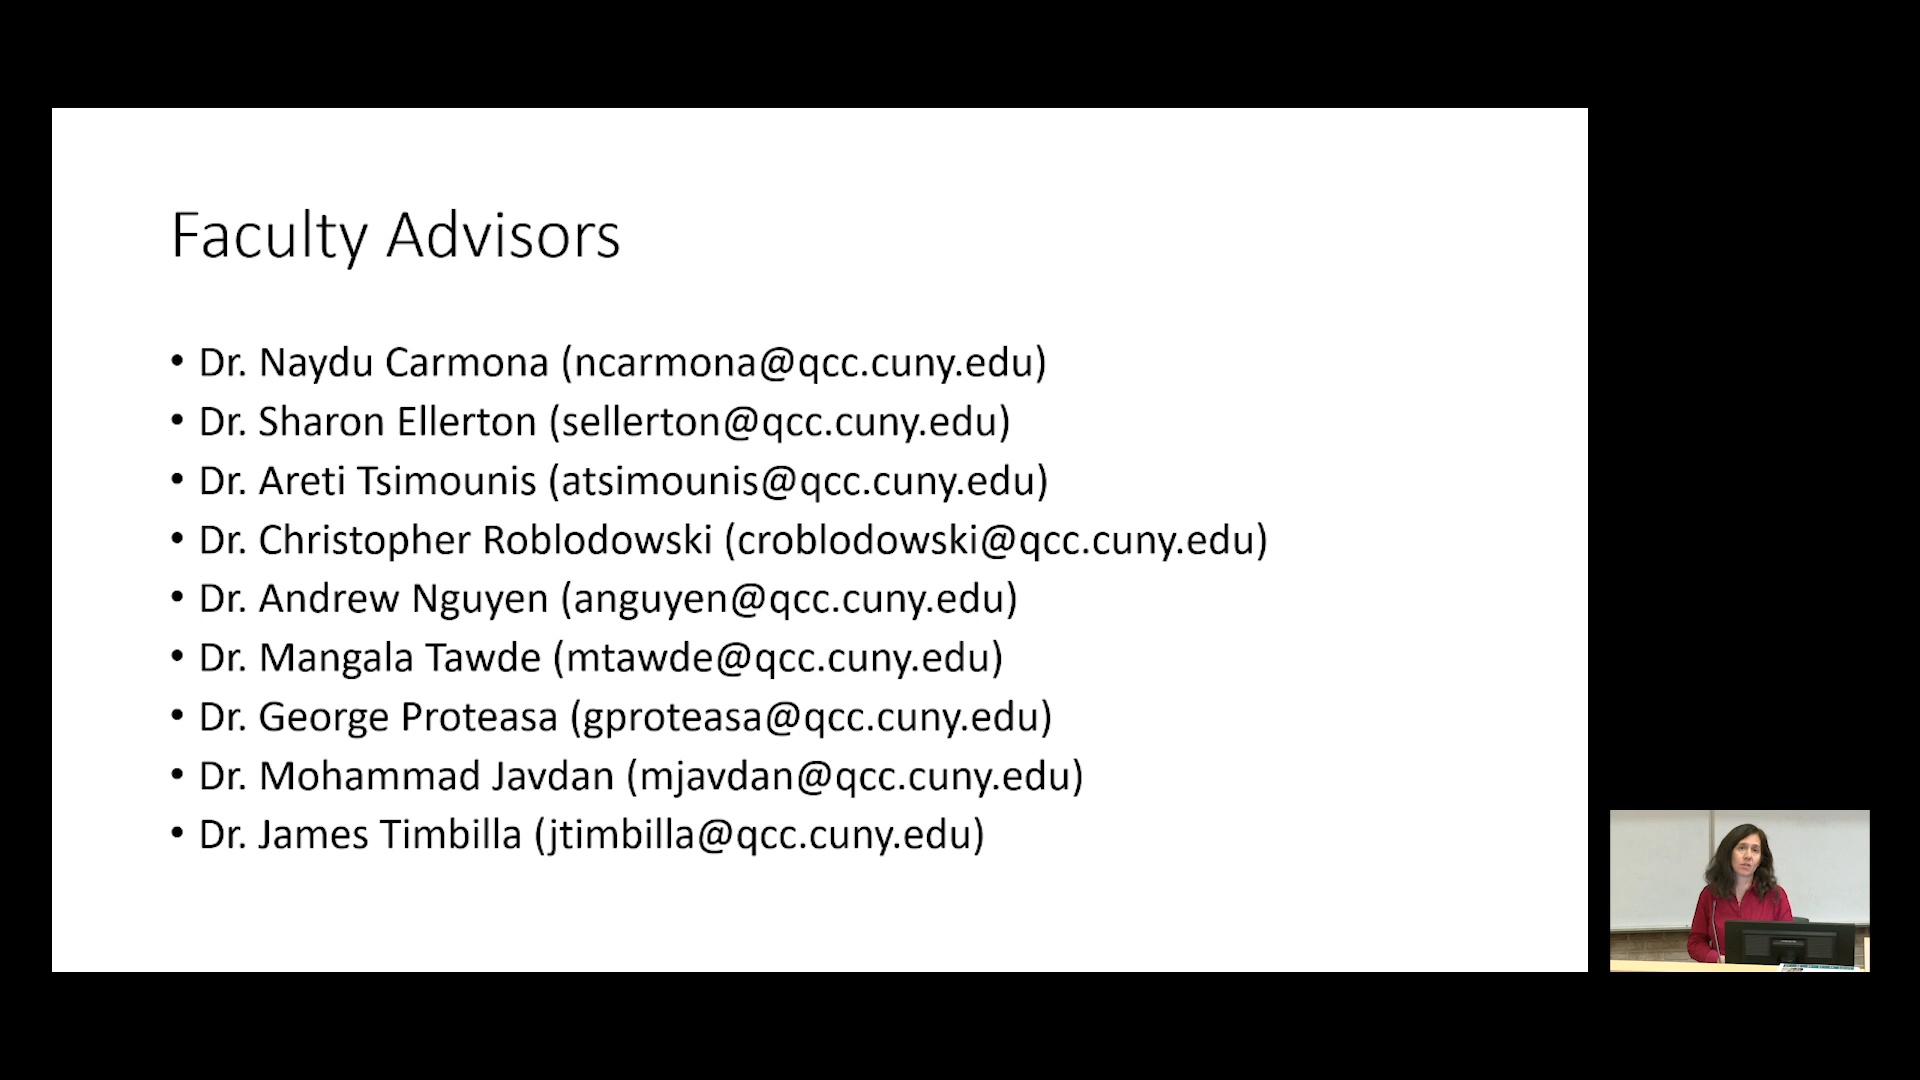 Faculty Advisors
• Dr. Naydu Carmona (ncarmona@qcc.cuny.edu)
• Dr. Sharon Ellerton (sellerton@qcc.cuny.edu)
• Dr. Areti Tsimounis (atsimounis@qcc.cuny.edu)
• Dr. Christopher Roblodowski (croblodowski@qcc.cuny.edu)
• Dr. Andrew Nguyen (anguyen@qcc.cuny.edu)
• Dr. Mangala Tawde (mtawde@qcc.cuny.edu)
• Dr. George Proteasa (gproteasa@qcc.cuny.edu)
• Dr. Mohammad Javdan (mjavdan@qcc.cuny.edu)
• Dr. James Timbilla (jtimbilla@qcc.cuny.edu)